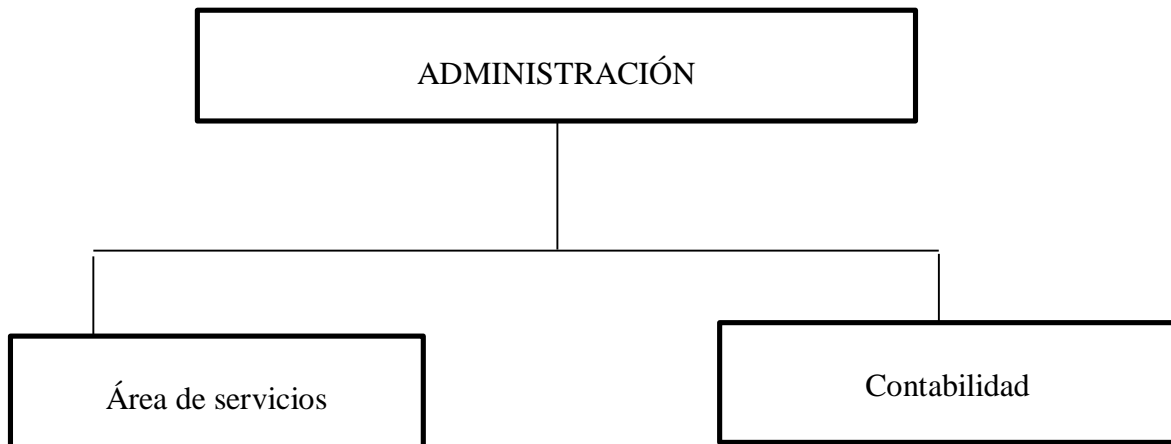 ADMINISTRACIÓN
Área de servicios
Contabilidad